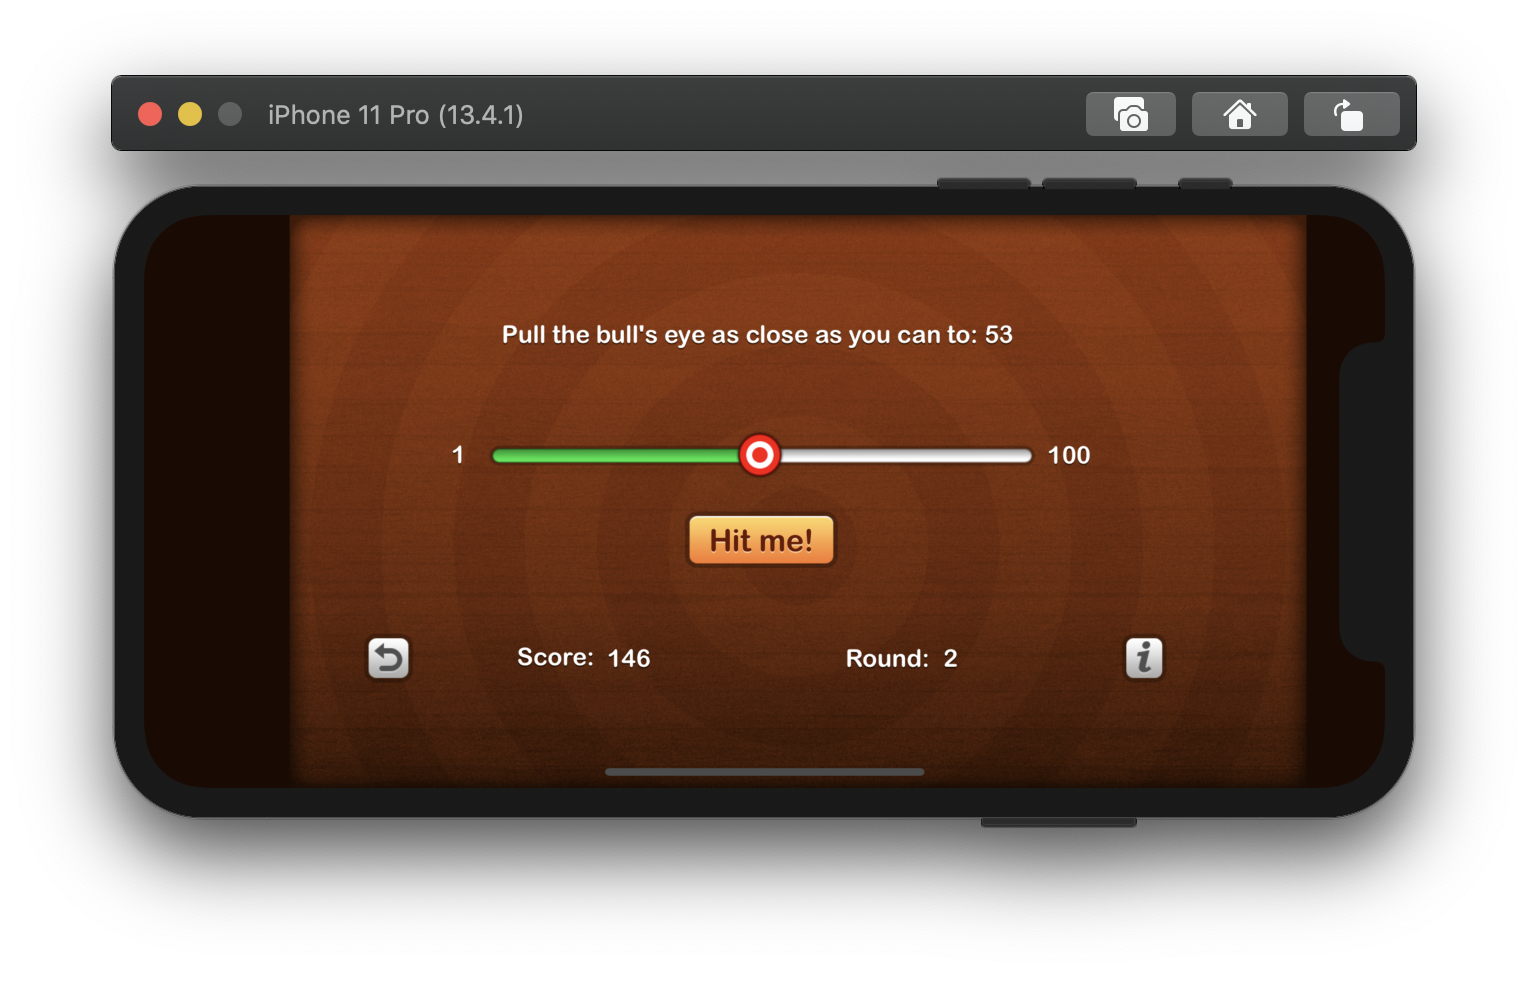 iPhone 11 Pro (13.4.1)
Pull the bull's eye as close as you can to: 53
1 100
Hit me!
Score: 146 Round: 2
i